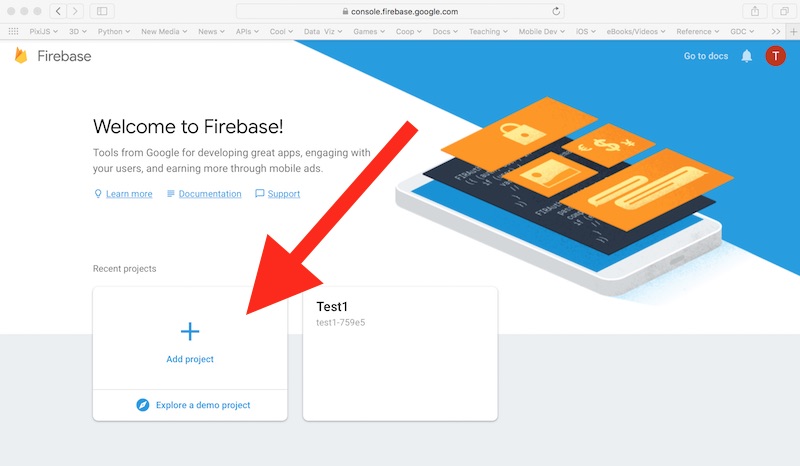 console.firebase.google.com
PixiJS 3D Python New Media News APIs Cool Data Viz Games Coop Docs Teaching Mobile Dev iOS eBooks/Videos Reference GDC
Firebase
Go to docs
T
Welcome to Firebase!
Tools from Google for developing great apps, engaging with
your users, and earning more through mobile ads.
Learn more Documentation Support
Recent projects
Add project
Explore a demo project
Test1
test1-759e5